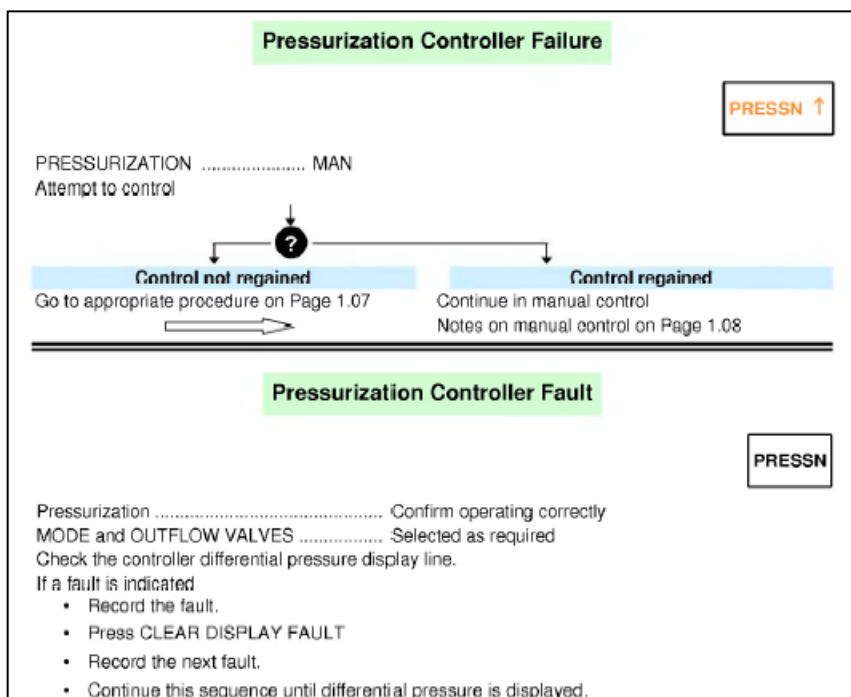 Pressurization Controller Failure
PRESSN ↑
PRESSURIZATION ..................... MAN
Attempt to control
?
Control not regained
Go to appropriate procedure on Page 1.07
Control regained
Continue in manual control
Notes on manual control on Page 1.08
Pressurization Controller Fault
PRESSN
Pressurization .......................................... Confirm operating correctly
MODE and OUTFLOW VALVES ................ Selected as required
Check the controller differential pressure display line.
If a fault is indicated
• Record the fault.
• Press CLEAR DISPLAY FAULT
• Record the next fault.
• Continue this sequence until differential pressure is displayed.